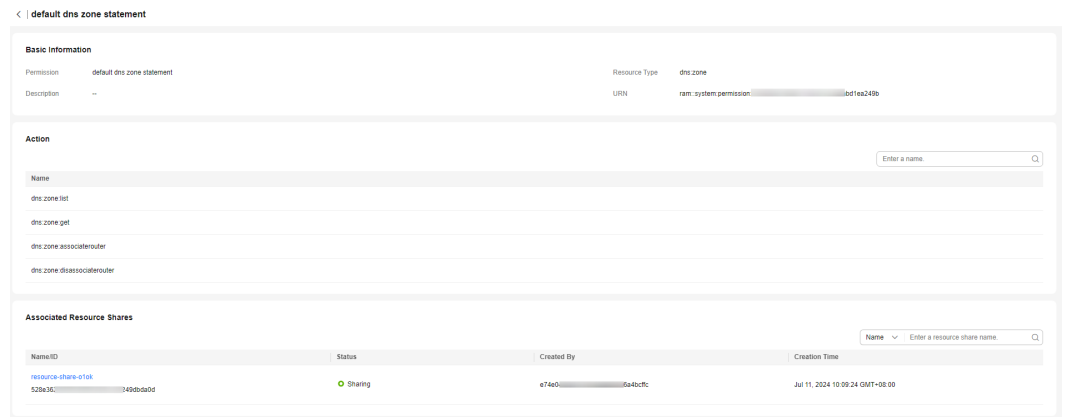 default dns zone statement
Basic Information
Permission default dns zone statement Resource Type dns:zone
Description -- URN ram::system:permission bd1ea249b
Action
Enter a name.
Name
dns:zone:list
dns:zone:get
dns:zone:associaterouter
dns:zone:disassociaterouter
Associated Resource Shares
Name Enter a resource share name.
Name/ID Status Created By Creation Time
resource-share-o1ok Sharing Jul 11, 2024 10:09:24 GMT+08:00
528e36 249dbda0d e74e0 6a4bcffc